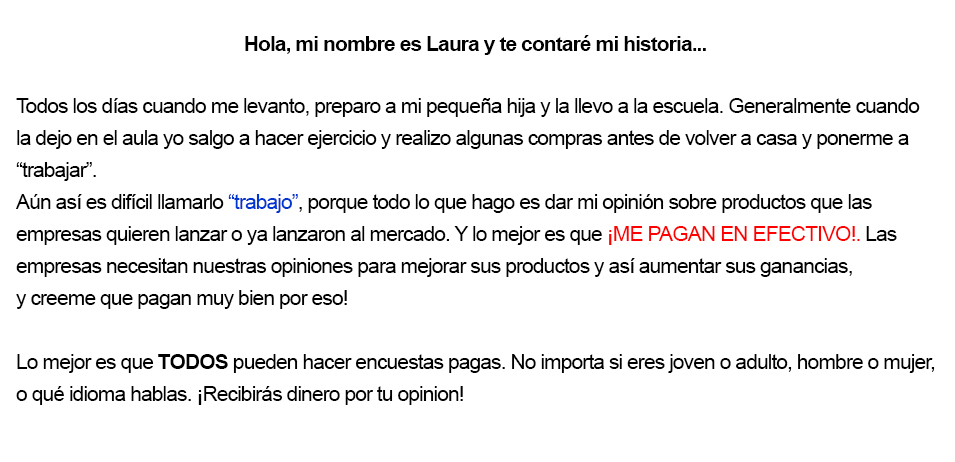 Hola, mi nombre es Laura y te contaré mi historia...
Todos los días cuando me levanto, preparo a mi pequeña hija y la llevo a la escuela. Generalmente cuando
la dejo en el aula yo salgo a hacer ejercicio y realizo algunas compras antes de volver a casa y ponerme a
“trabajar”.
Aún así es difícil llamarlo “trabajo”, porque todo lo que hago es dar mi opinión sobre productos que las
empresas quieren lanzar o ya lanzaron al mercado. Y lo mejor es que ¡ME PAGAN EN EFECTIVO!. Las
empresas necesitan nuestras opiniones para mejorar sus productos y así aumentar sus ganancias,
y creeme que pagan muy bien por eso!
Lo mejor es que TODOS pueden hacer encuestas pagas. No importa si eres joven o adulto, hombre o mujer,
o qué idioma hablas. ¡Recibirás dinero por tu opinion!